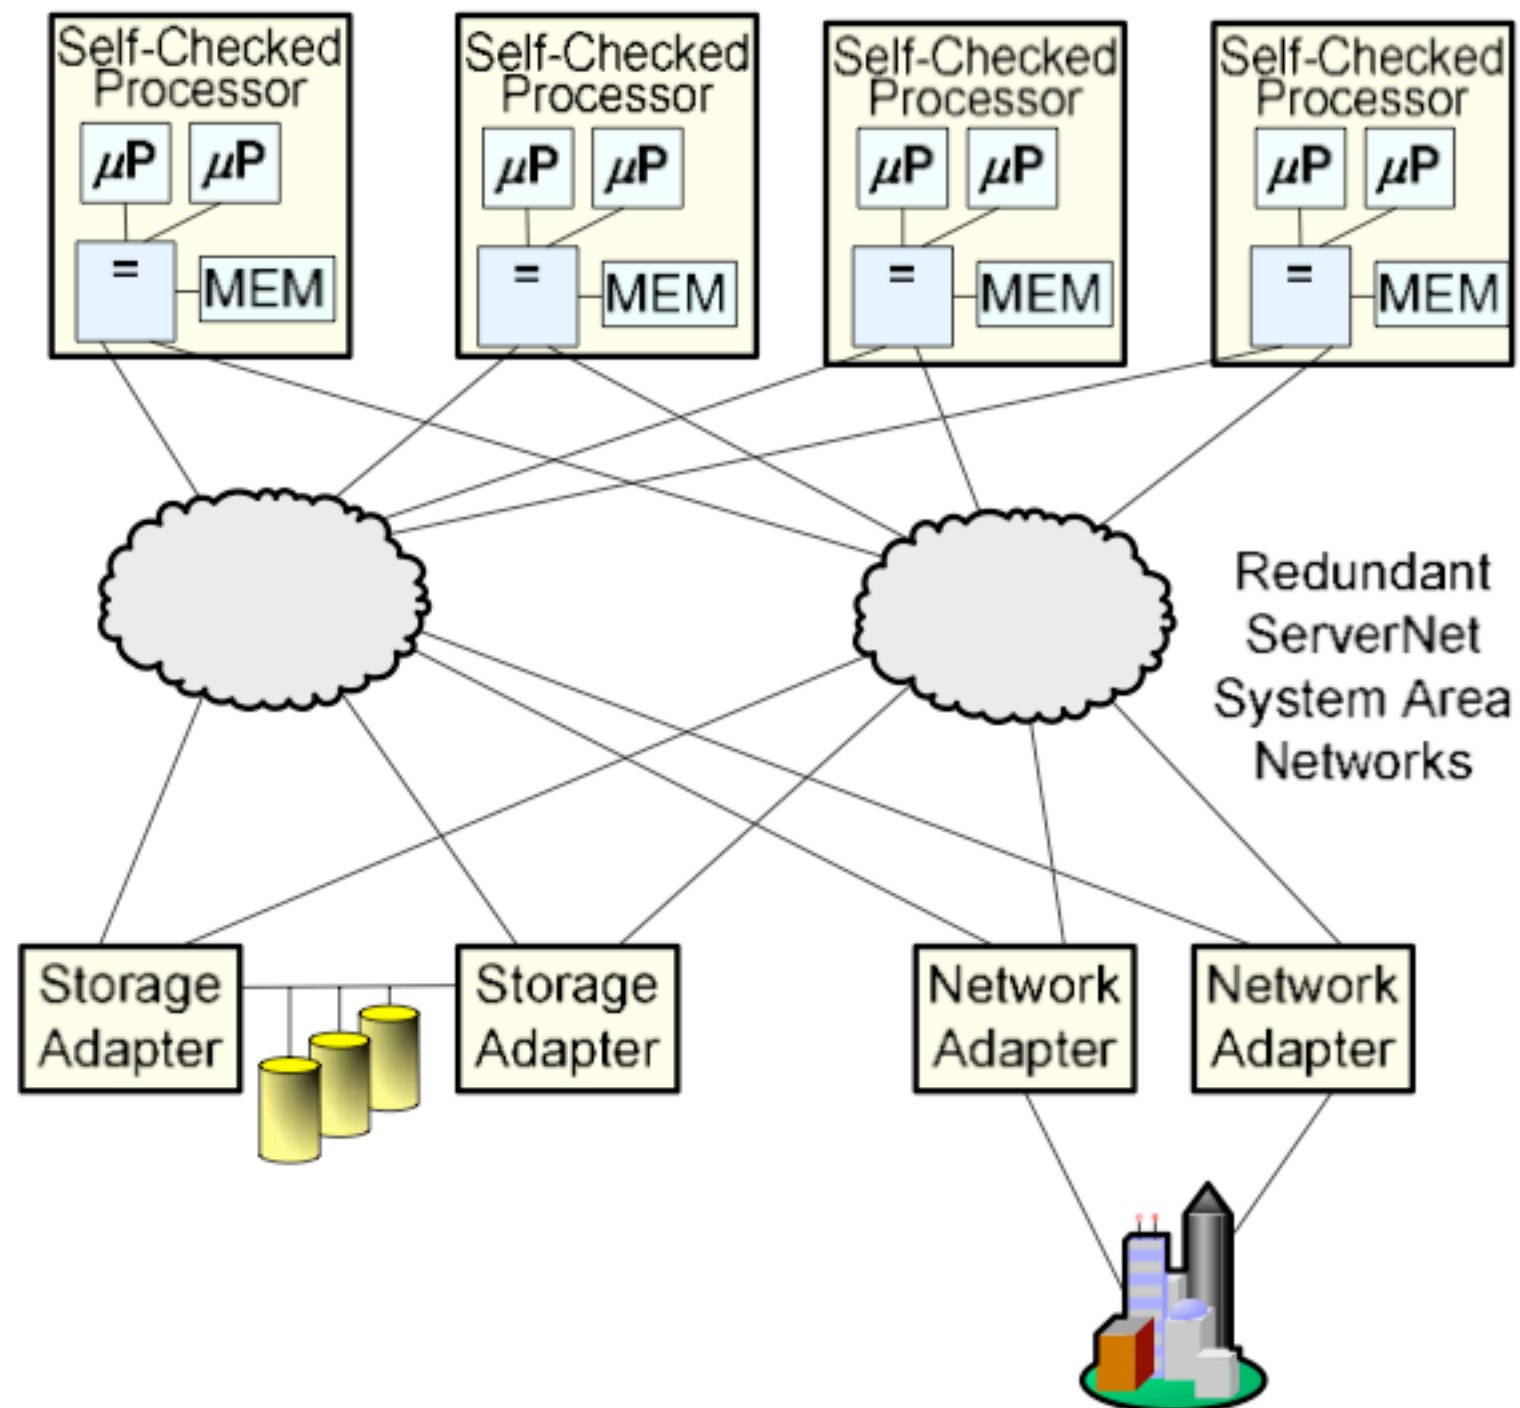 Self-Checked
Processor
μP μP
=
MEM
Self-Checked
Processor
μP μP
=
MEM
Self-Checked
Processor
μP μP
=
MEM
Self-Checked
Processor
μP μP
=
MEM
Redundant
ServerNet
System Area
Networks
Storage
Adapter
Storage
Adapter
Network
Adapter
Network
Adapter